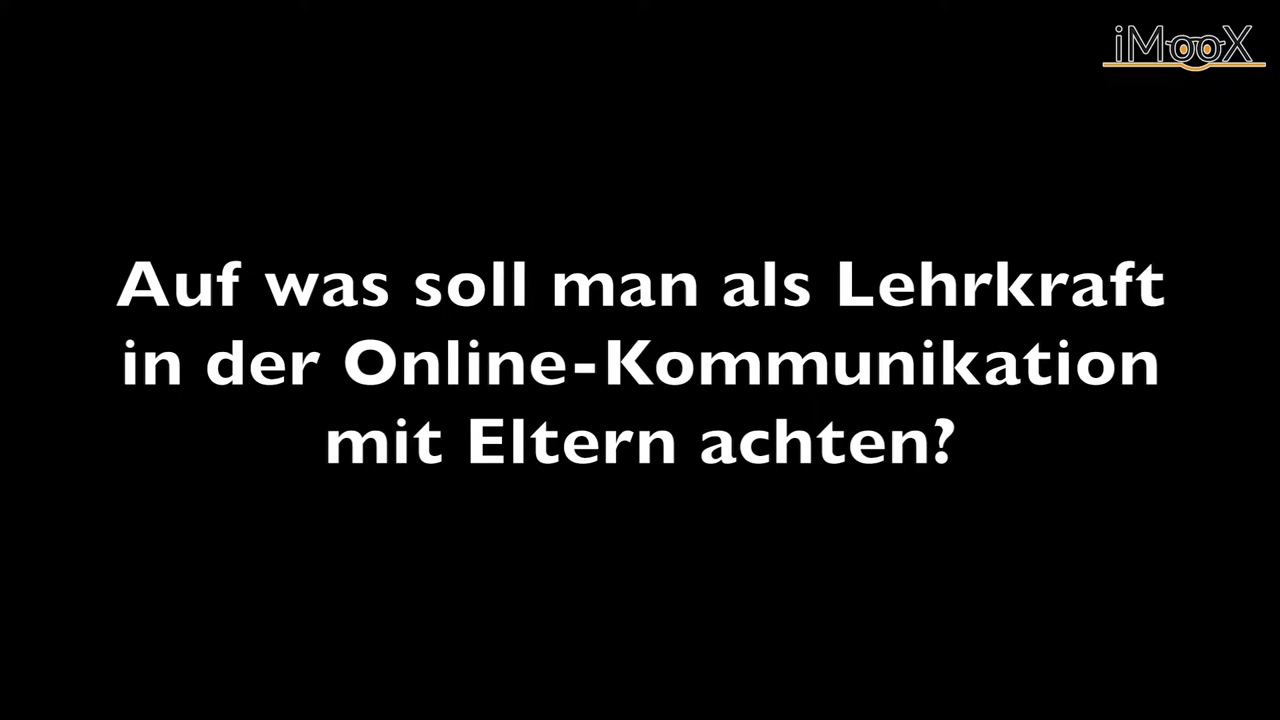 iMooX
Auf was soll man als Lehrkraft
in der Online-Kommunikation
mit Eltern achten?